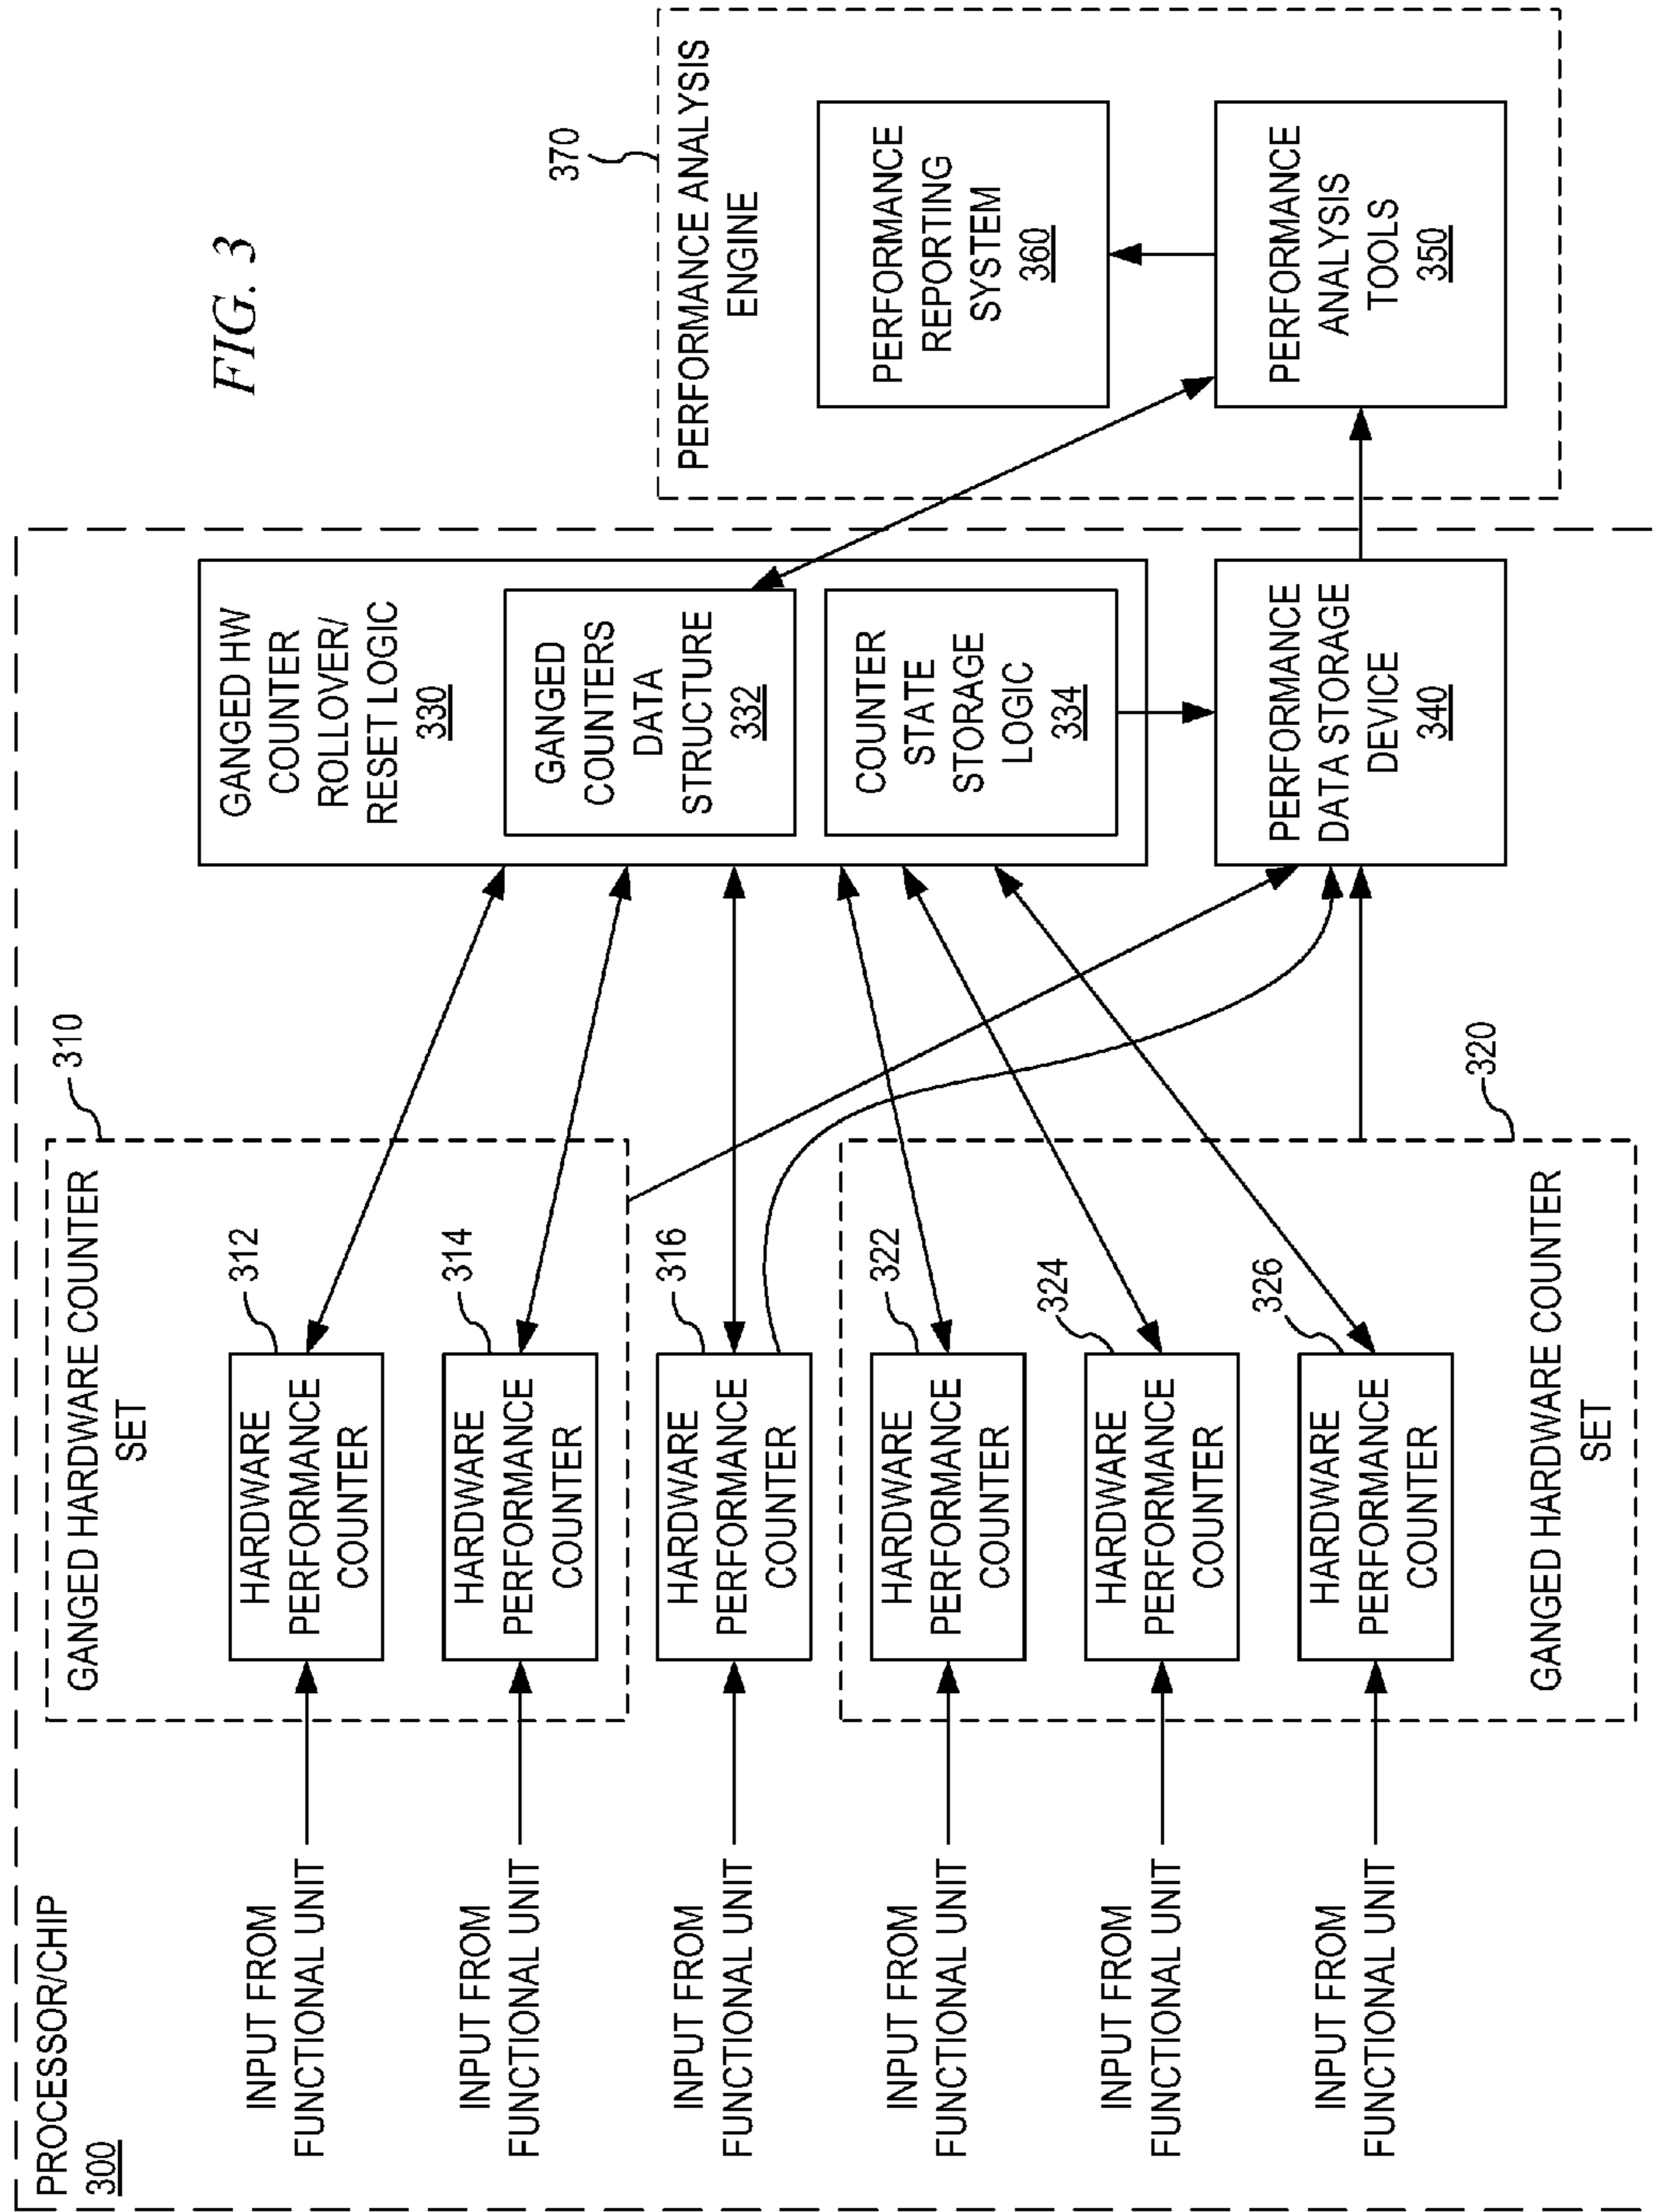 PROCESSOR/CHIP
300
FIG. 3
INPUT FROM
FUNCTIONAL UNIT
INPUT FROM
FUNCTIONAL UNIT
INPUT FROM
FUNCTIONAL UNIT
INPUT FROM
FUNCTIONAL UNIT
INPUT FROM
FUNCTIONAL UNIT
INPUT FROM
FUNCTIONAL UNIT
310
GANGED HARDWARE COUNTER
SET
312
HARDWARE
PERFORMANCE
COUNTER
314
HARDWARE
PERFORMANCE
COUNTER
316
HARDWARE
PERFORMANCE
COUNTER
322
HARDWARE
PERFORMANCE
COUNTER
324
HARDWARE
PERFORMANCE
COUNTER
326
HARDWARE
PERFORMANCE
COUNTER
GANGED HARDWARE COUNTER
SET
320
GANGED HW
COUNTER
ROLLOVER/
RESET LOGIC
330
GANGED
COUNTERS
DATA
STRUCTURE
332
COUNTER
STATE
STORAGE
LOGIC
334
PERFORMANCE
DATA STORAGE
DEVICE
340
370
PERFORMANCE ANALYSIS
ENGINE
PERFORMANCE
REPORTING
SYSTEM
360
PERFORMANCE
ANALYSIS
TOOLS
350